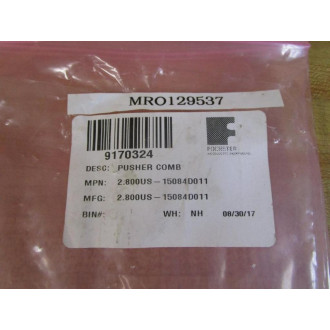 MRO129537
9170324
DESC: PUSHER COMB
MPN: 2.800US-15084D011
MFG: 2.800US-15084D011
BIN#: WH: NH 08/30/17